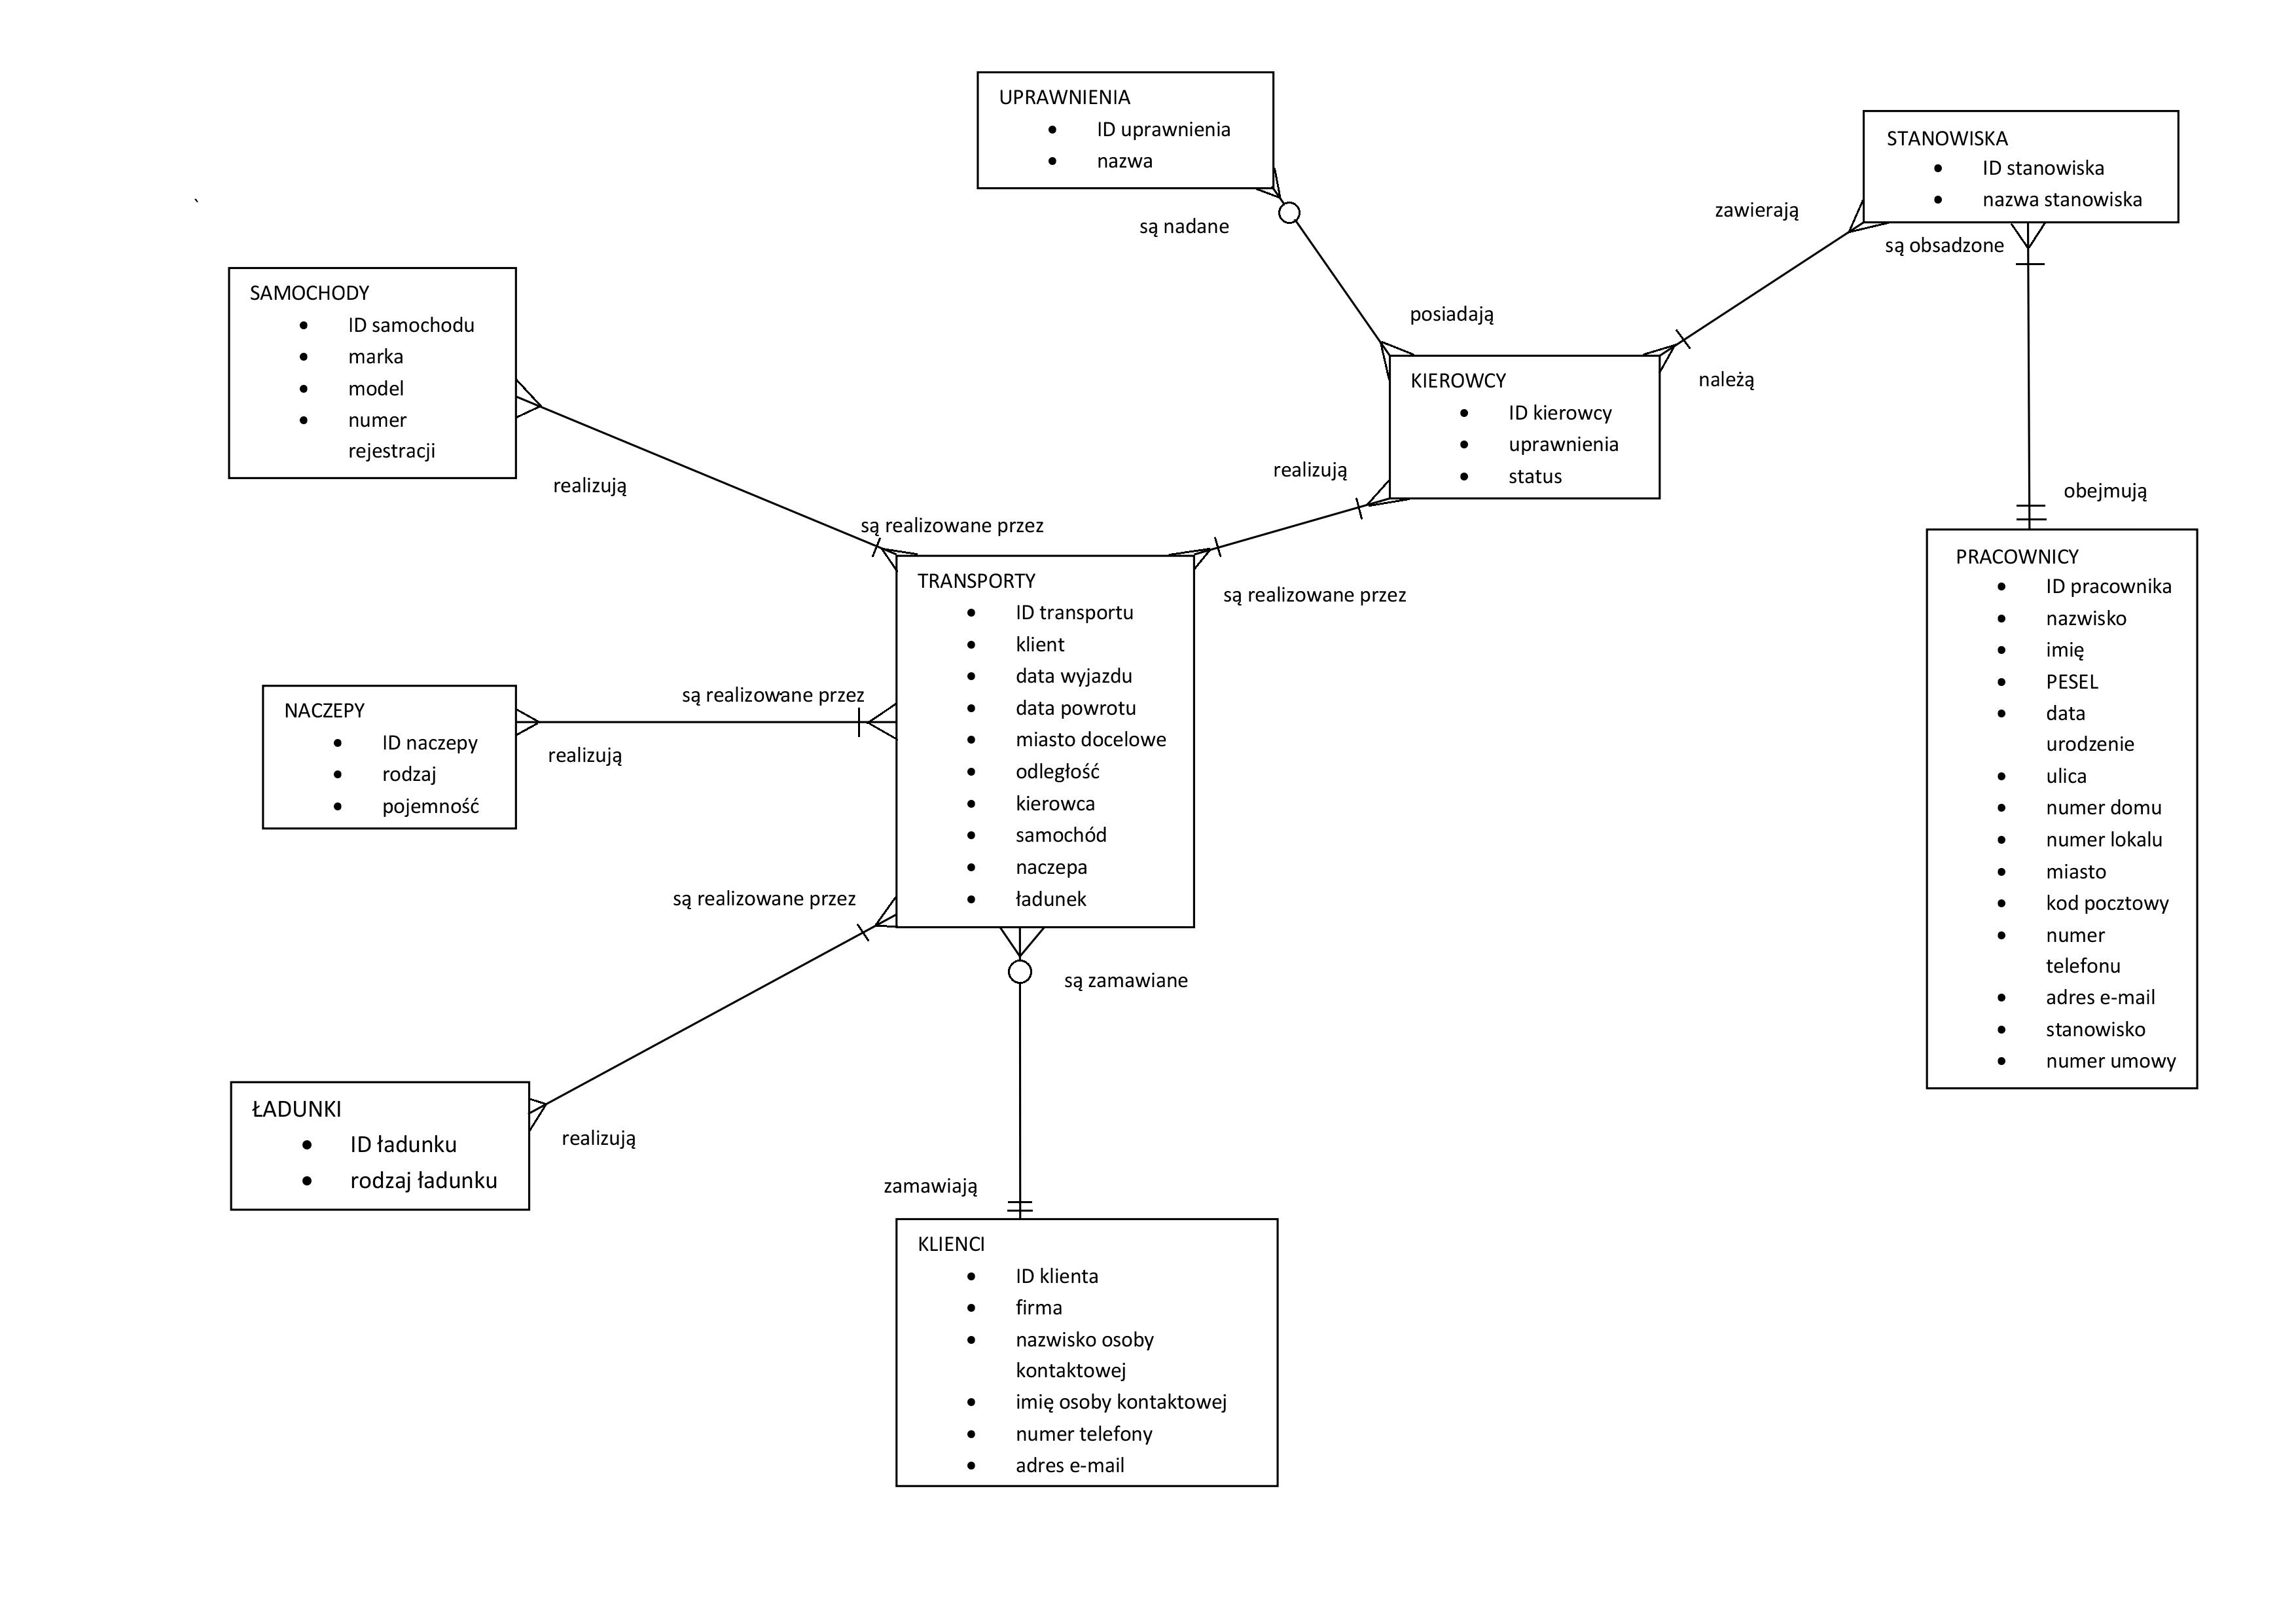 UPRAWNIENIA
• ID uprawnienia
• nazwa
są nadane
STANOWISKA
• ID stanowiska
• nazwa stanowiska
zawierają
są obsadzone
`
SAMOCHODY
• ID samochodu
• marka
• model
• numer
rejestracji
realizują
posiadają
KIEROWCY
• ID kierowcy
• uprawnienia
• status
należą
realizują
są realizowane przez
są realizowane przez
obejmują
PRACOWNICY
• ID pracownika
• nazwisko
• imię
• PESEL
• data
urodzenie
• ulica
• numer domu
• numer lokalu
• miasto
• kod pocztowy
• numer
telefonu
• adres e-mail
• stanowisko
• numer umowy
TRANSPORTY
• ID transportu
• klient
• data wyjazdu
• data powrotu
• miasto docelowe
• odległość
• kierowca
• samochód
• naczepa
• ładunek
są realizowane przez
NACZEPY
• ID naczepy
• rodzaj
• pojemność
realizują
są realizowane przez
są zamawiane
ŁADUNKI
• ID ładunku
• rodzaj ładunku
realizują
zamawiają
KLIENCI
• ID klienta
• firma
• nazwisko osoby
kontaktowej
• imię osoby kontaktowej
• numer telefony
• adres e-mail